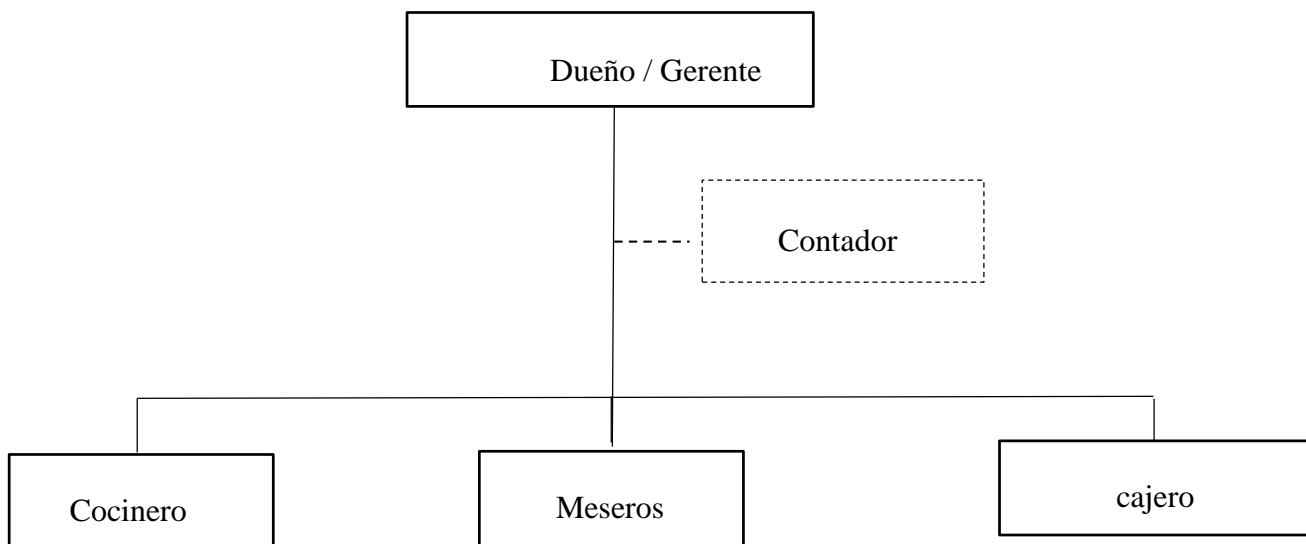 Dueño / Gerente
Contador
Cocinero
Meseros
cajero